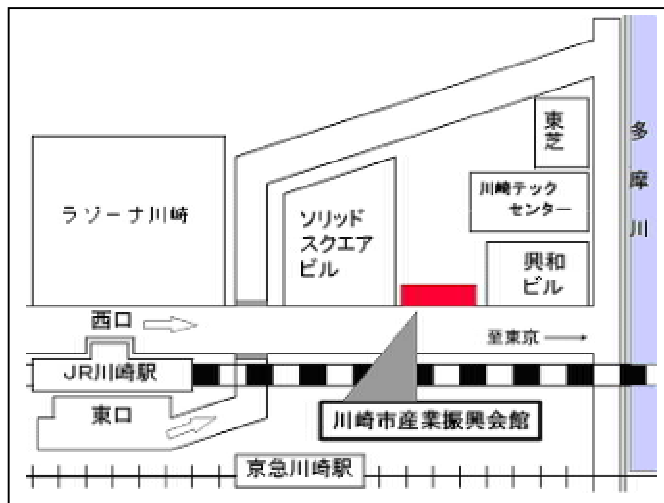 東芝
多摩川
川崎テック
センター
ラゾーナ川崎
ソリッド
スクエア
ビル
興和
ビル
西口
至東京
JR川崎駅
東口
川崎市産業振興会館
京急川崎駅